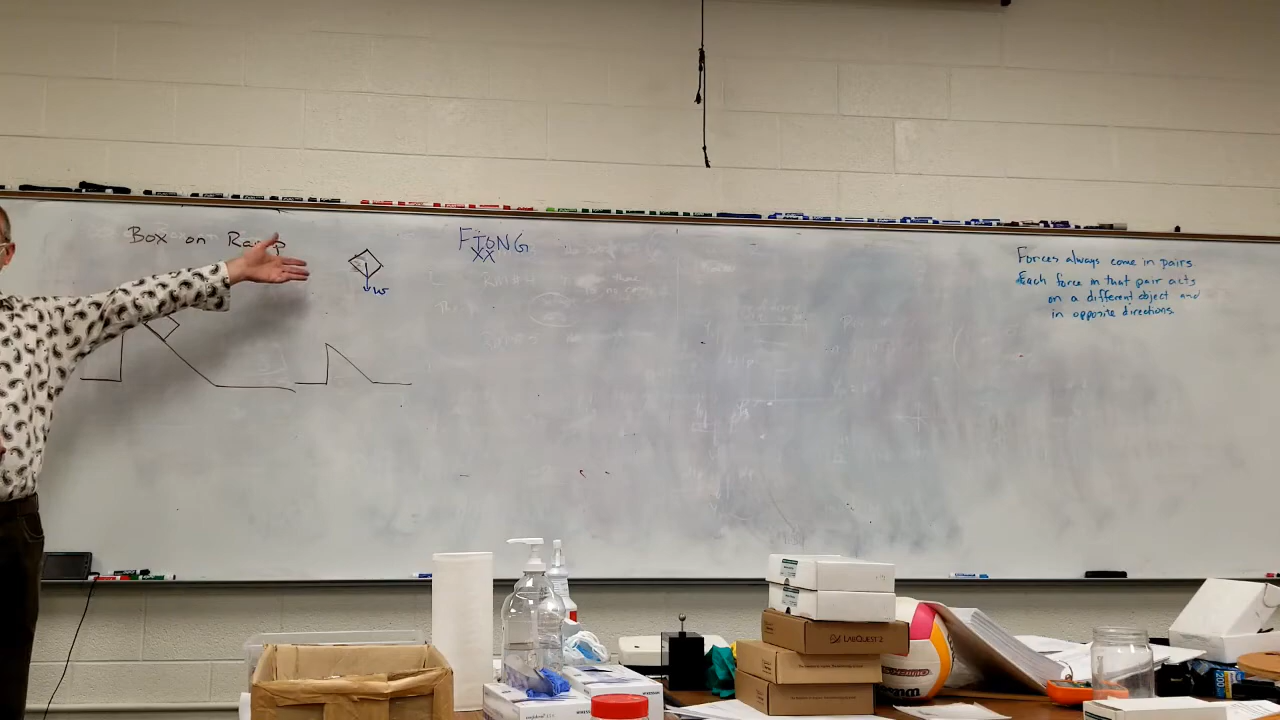 Box on Ramp
w
FTONG
XX
Forces always come in pairs
Each force in that pair acts
on a different object and
in opposite directions.
LABQUEST 2